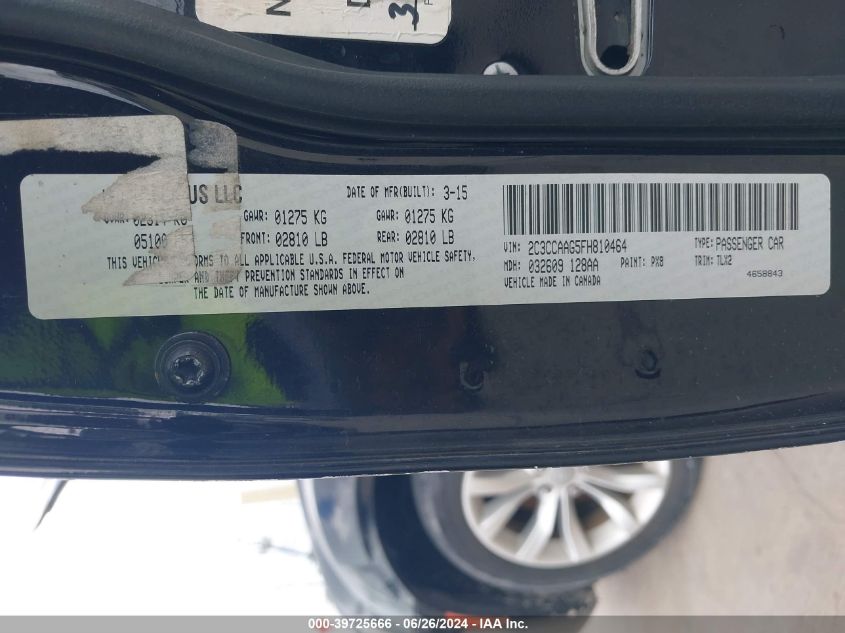 3
US LLC DATE OF MFR(BUILT): 3-15
GAWR: 01275 KG GAWR: 01275 KG
FRONT: 02810 LB REAR: 02810 LB
THIS VEHICLE TO ALL APPLICABLE U.S.A. FEDERAL MOTOR VEHICLE SAFETY,
AND THEFT PREVENTION STANDARDS IN EFFECT ON
THE DATE OF MANUFACTURE SHOWN ABOVE.
VIN: 2C3CCAAG5FH810464 TYPE: PASSENGER CAR
MDH: 032609 128AA PAINT: PX8 TRIM: TLX2
VEHICLE MADE IN CANADA 4658843
000-39725666 - 06/26/2024 - IAA Inc.